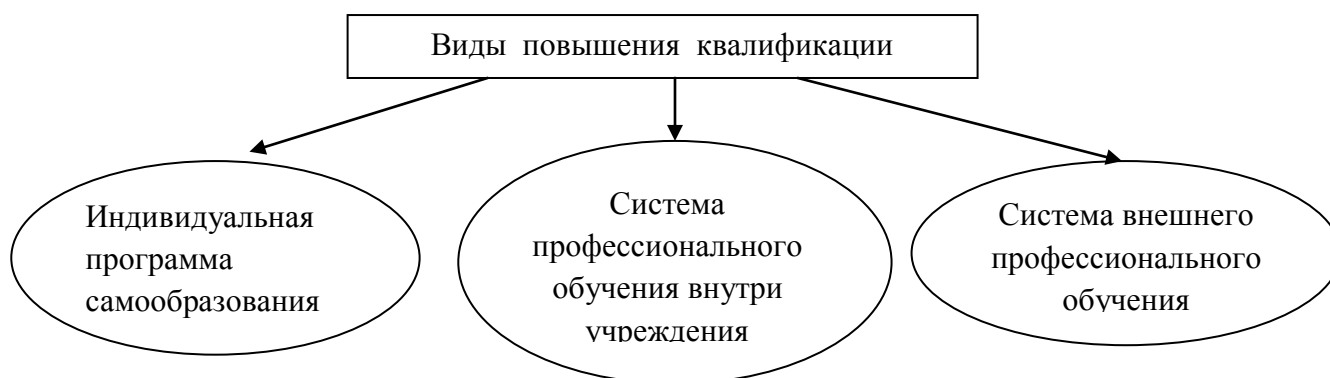 Виды повышения квалификации
Индивидуальная
программа
самообразования
Система
профессионального
обучения внутри
учреждения
Система внешнего
профессионального
обучения